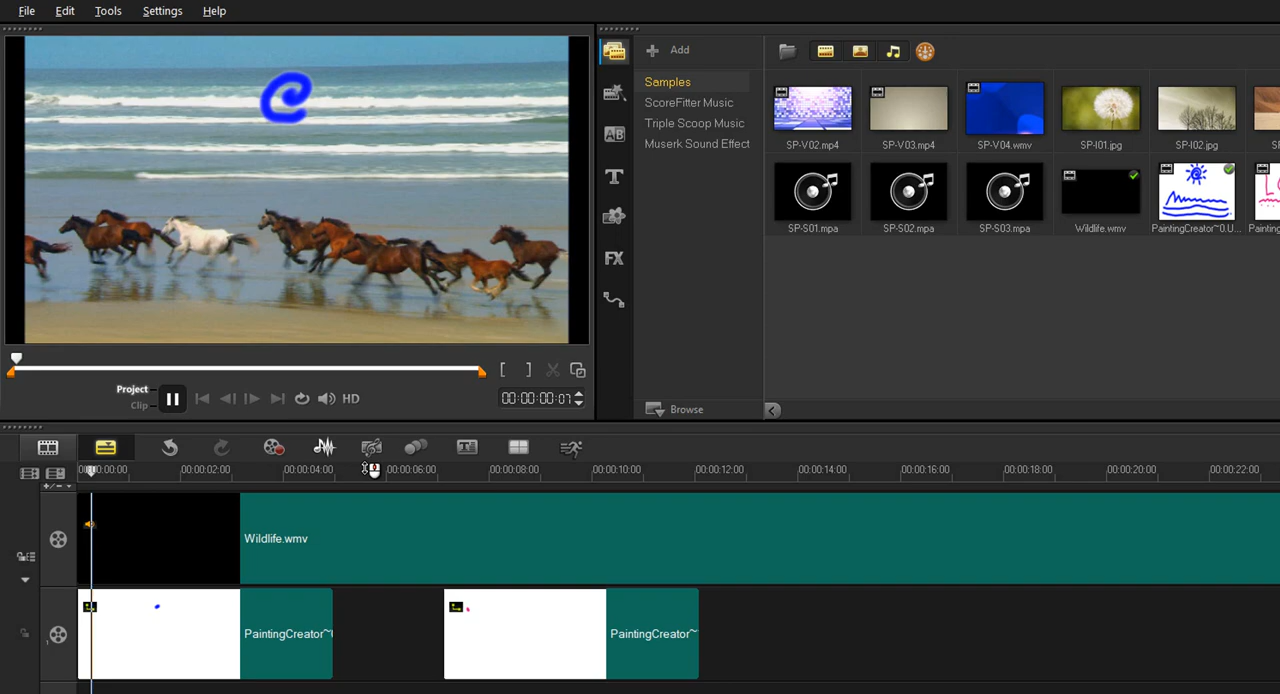 File Edit Tools Settings Help
Add
Samples
ScoreFitter Music
Triple Scoop Music
Muserk Sound Effect
SP-V02.mp4 SP-V03.mp4 SP-V04.wmv SP-I01.jpg SP-I02.jpg
SP-S01.mpa SP-S02.mpa SP-S03.mpa Wildlife.wmv PaintingCreator~0.U...
AB
T
FX
Project
Clip
HD
[ ]
00:00:00:07
Browse
00:00:02:00 00:00:04:00 00:00:06:00 00:00:08:00 00:00:10:00 00:00:12:00 00:00:14:00 00:00:16:00 00:00:18:00 00:00:20:00 00:00:22:00
Wildlife.wmv
PaintingCreator~ PaintingCreator~
1